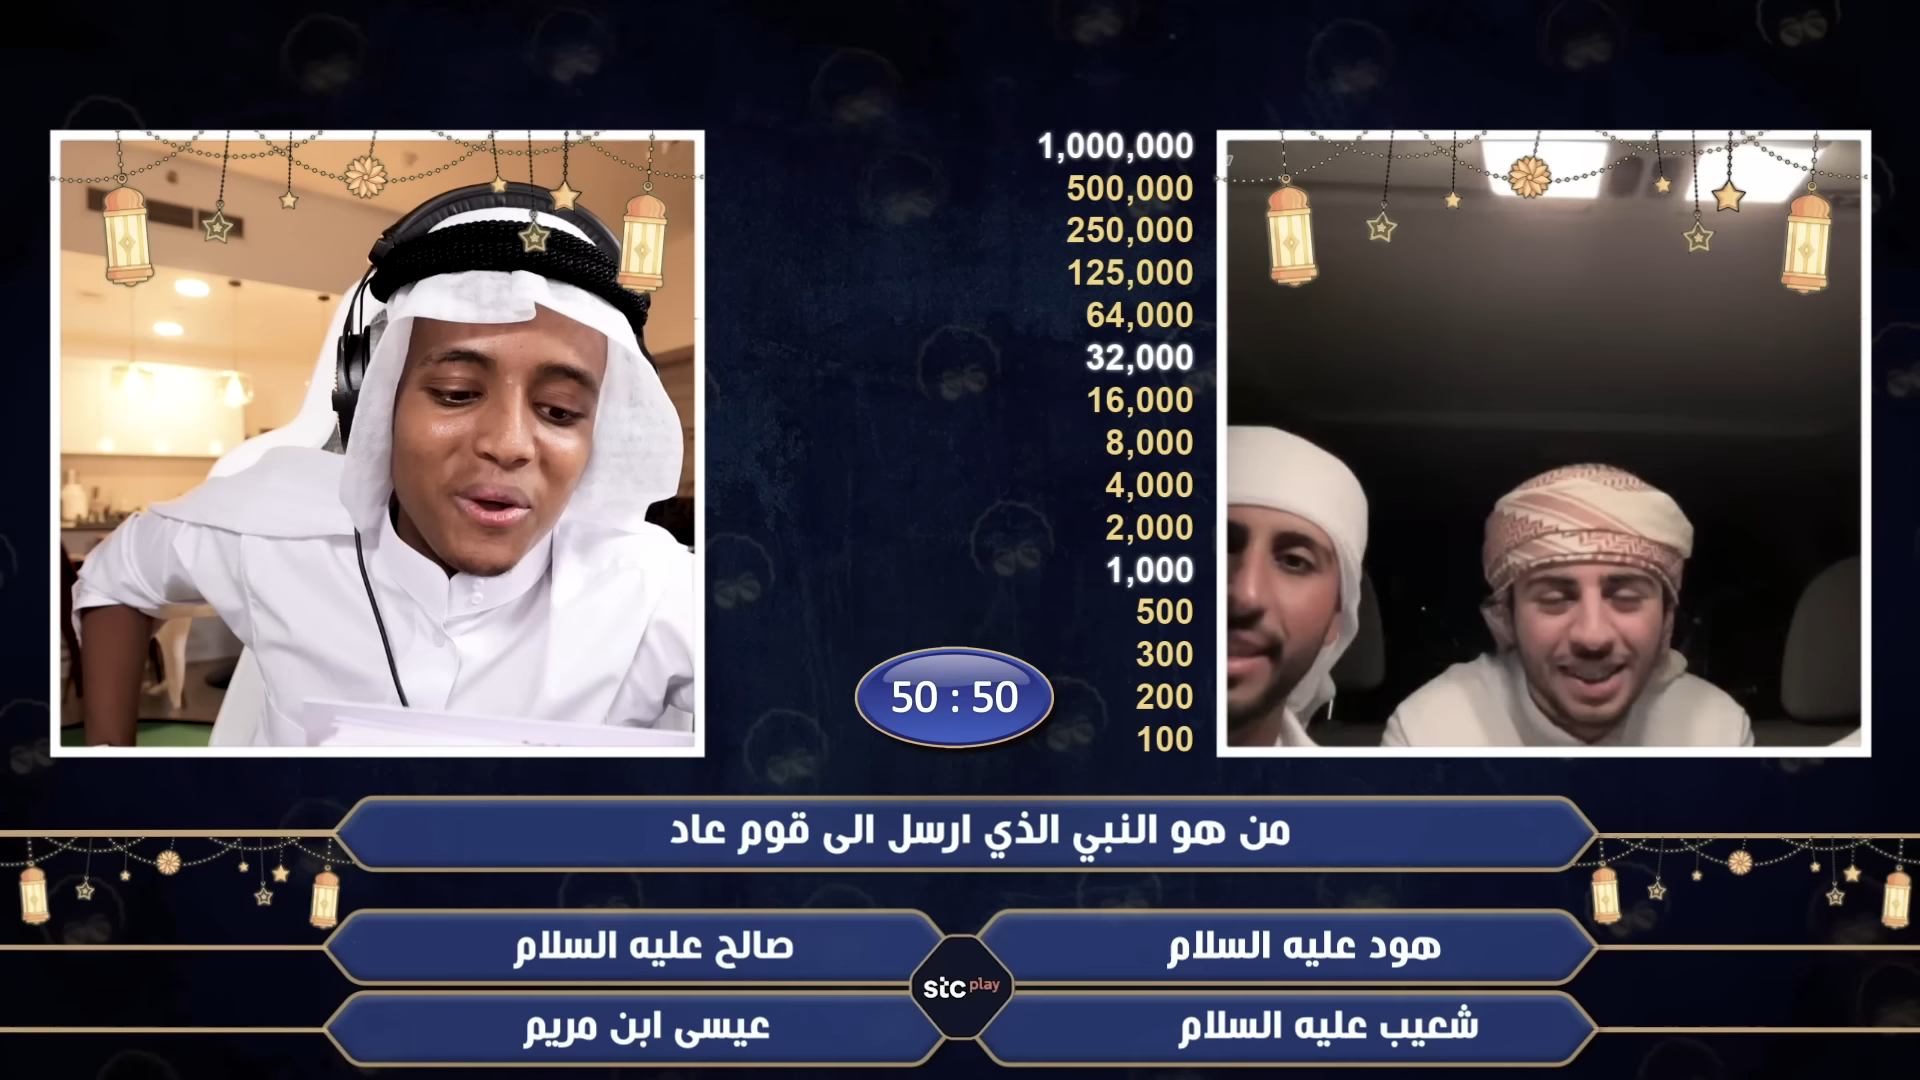 1,000,000
500,000
250,000
125,000
64,000
32,000
16,000
8,000
4,000
2,000
1,000
500
300
200
100
50 : 50
من هو النبي الذي ارسل الى قوم عاد
هود عليه السلام
صالح عليه السلام
شعيب عليه السلام
عيسى ابن مريم
stc play